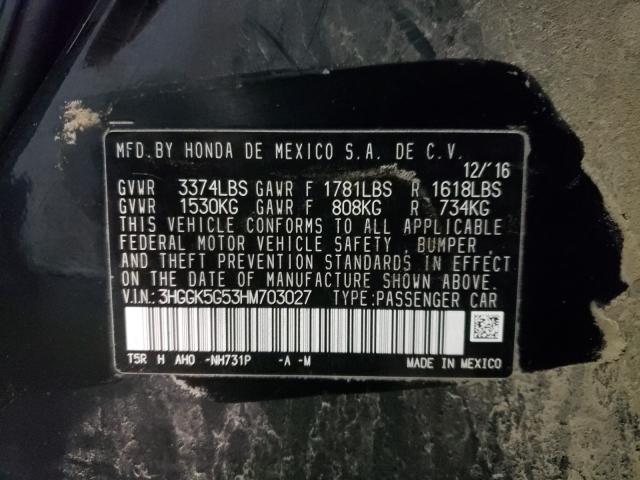 MFD. BY HONDA DE MEXICO S.A. DE C.V.
12/'16
GVWR 3374LBS GAWR F 1781LBS R 1618LBS
GVWR 1530KG GAWR F 808KG R 734KG
THIS VEHICLE CONFORMS TO ALL APPLICABLE
FEDERAL MOTOR VEHICLE SAFETY, BUMPER,
AND THEFT PREVENTION STANDARDS IN EFFECT
ON THE DATE OF MANUFACTURE SHOWN ABOVE.
V.I.N.: 3HGGK5G53HM703027 TYPE:PASSENGER CAR
T5R H AHO -NH731P -A -M
MADE IN MEXICO